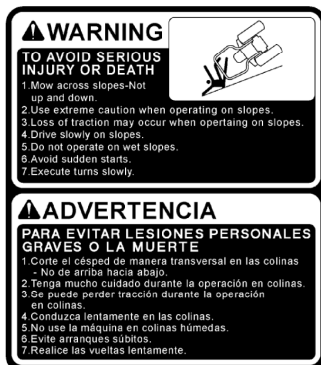 WARNING
TO AVOID SERIOUS
INJURY OR DEATH
1.Mow across slopes-Not
up and down.
2.Use extreme caution when operating on slopes.
3.Loss of traction may occur when opertaing on slopes.
4.Drive slowly on slopes.
5.Do not operate on wet slopes.
6.Avoid sudden starts.
7.Execute turns slowly.
ADVERTENCIA
PARA EVITAR LESIONES PERSONALES
GRAVES O LA MUERTE
1.Corte el césped de manera transversal en las colinas
- No de arriba hacia abajo.
2.Tenga mucho cuidado durante la operación en colinas.
3.Se puede perder tracción durante la operación
en colinas.
4.Conduzca lentamente en las colinas.
5.No use la máquina en colinas húmedas.
6.Evite arranques súbitos.
7.Realice las vueltas lentamente.